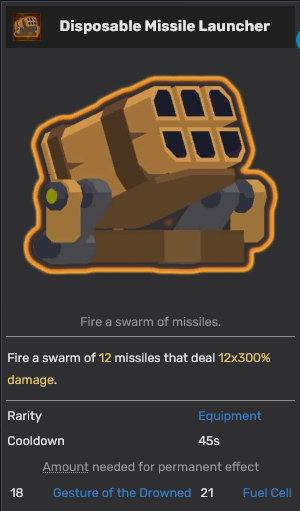 Disposable Missile Launcher
Fire a swarm of missiles.
Fire a swarm of 12 missiles that deal 12x300%
damage.
Rarity Equipment
Cooldown 45s
Amount needed for permanent effect
18 Gesture of the Drowned 21 Fuel Cell